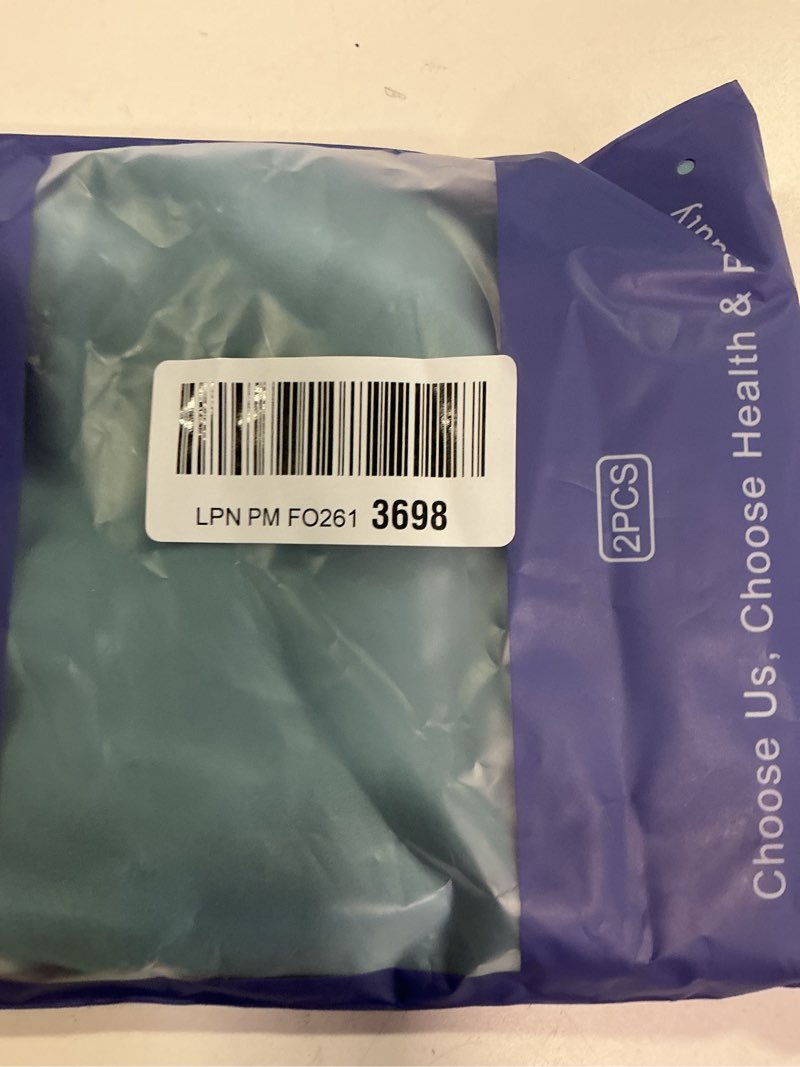 LPN PM FO261 3698
2PCS
Choose Us, Choose Health &